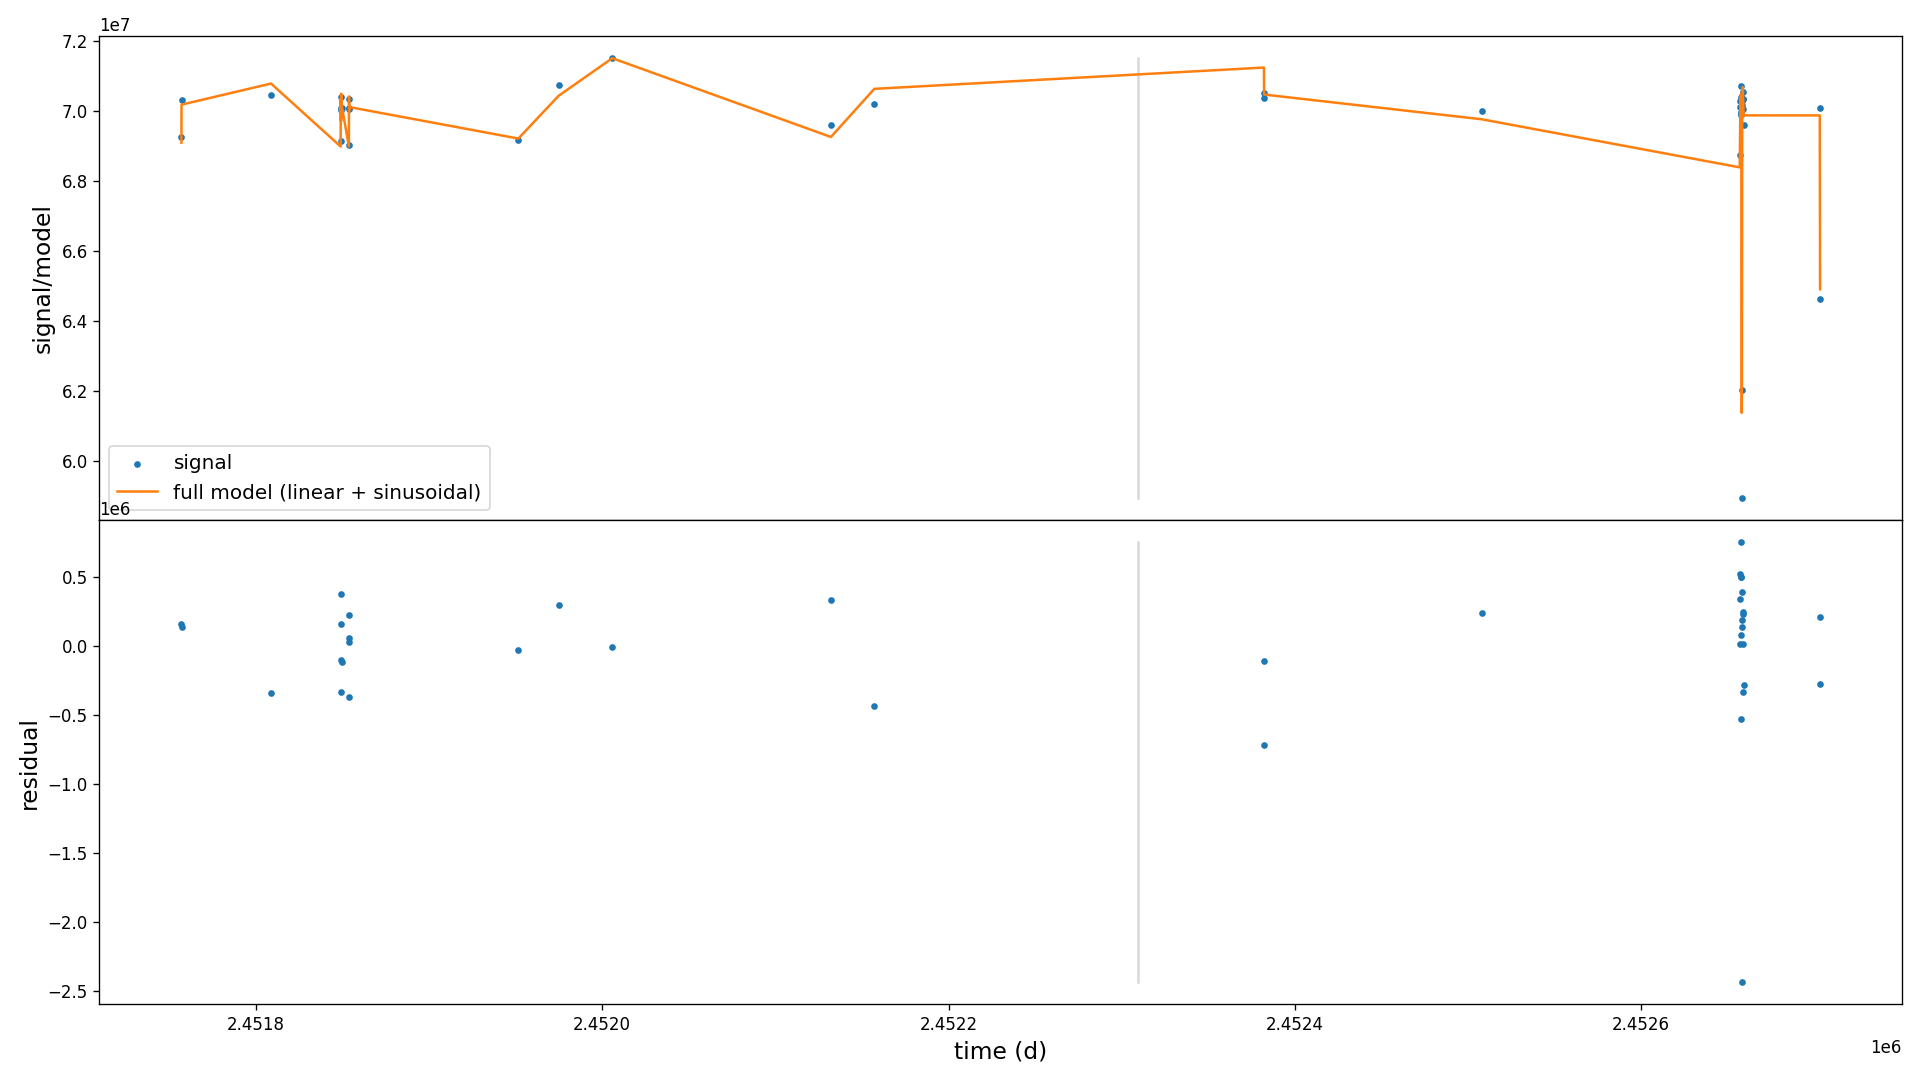 1e7
7.2
7.0
6.8
6.6
6.4
6.2
6.0
signal/model
signal
full model (linear + sinusoidal)
1e6
0.5
0.0
−0.5
−1.0
−1.5
−2.0
−2.5
residual
2.4518
2.4520
2.4522
2.4524
2.4526
time (d)
1e6